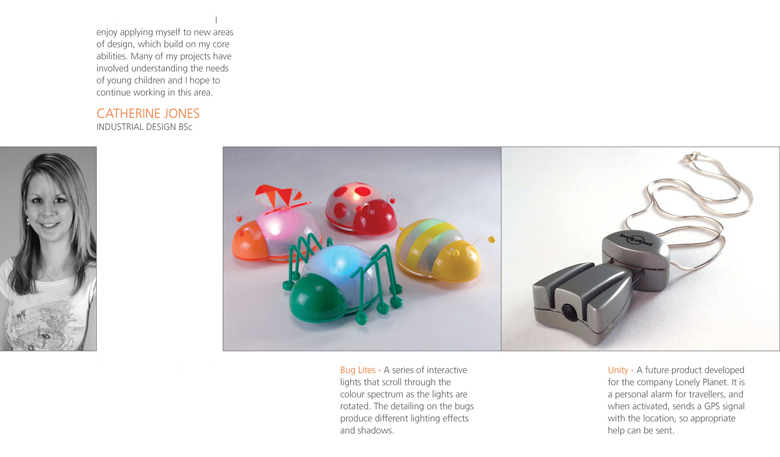 I
enjoy applying myself to new areas
of design, which build on my core
abilities. Many of my projects have
involved understanding the needs
of young children and I hope to
continue working in this area.
CATHERINE JONES
INDUSTRIAL DESIGN BSc
Bug Lites - A series of interactive
lights that scroll through the
colour spectrum as the lights are
rotated. The detailing on the bugs
produce different lighting effects
and shadows.
Unity - A future product developed
for the company Lonely Planet. It is
a personal alarm for travellers, and
when activated, sends a GPS signal
with the location, so appropriate
help can be sent.